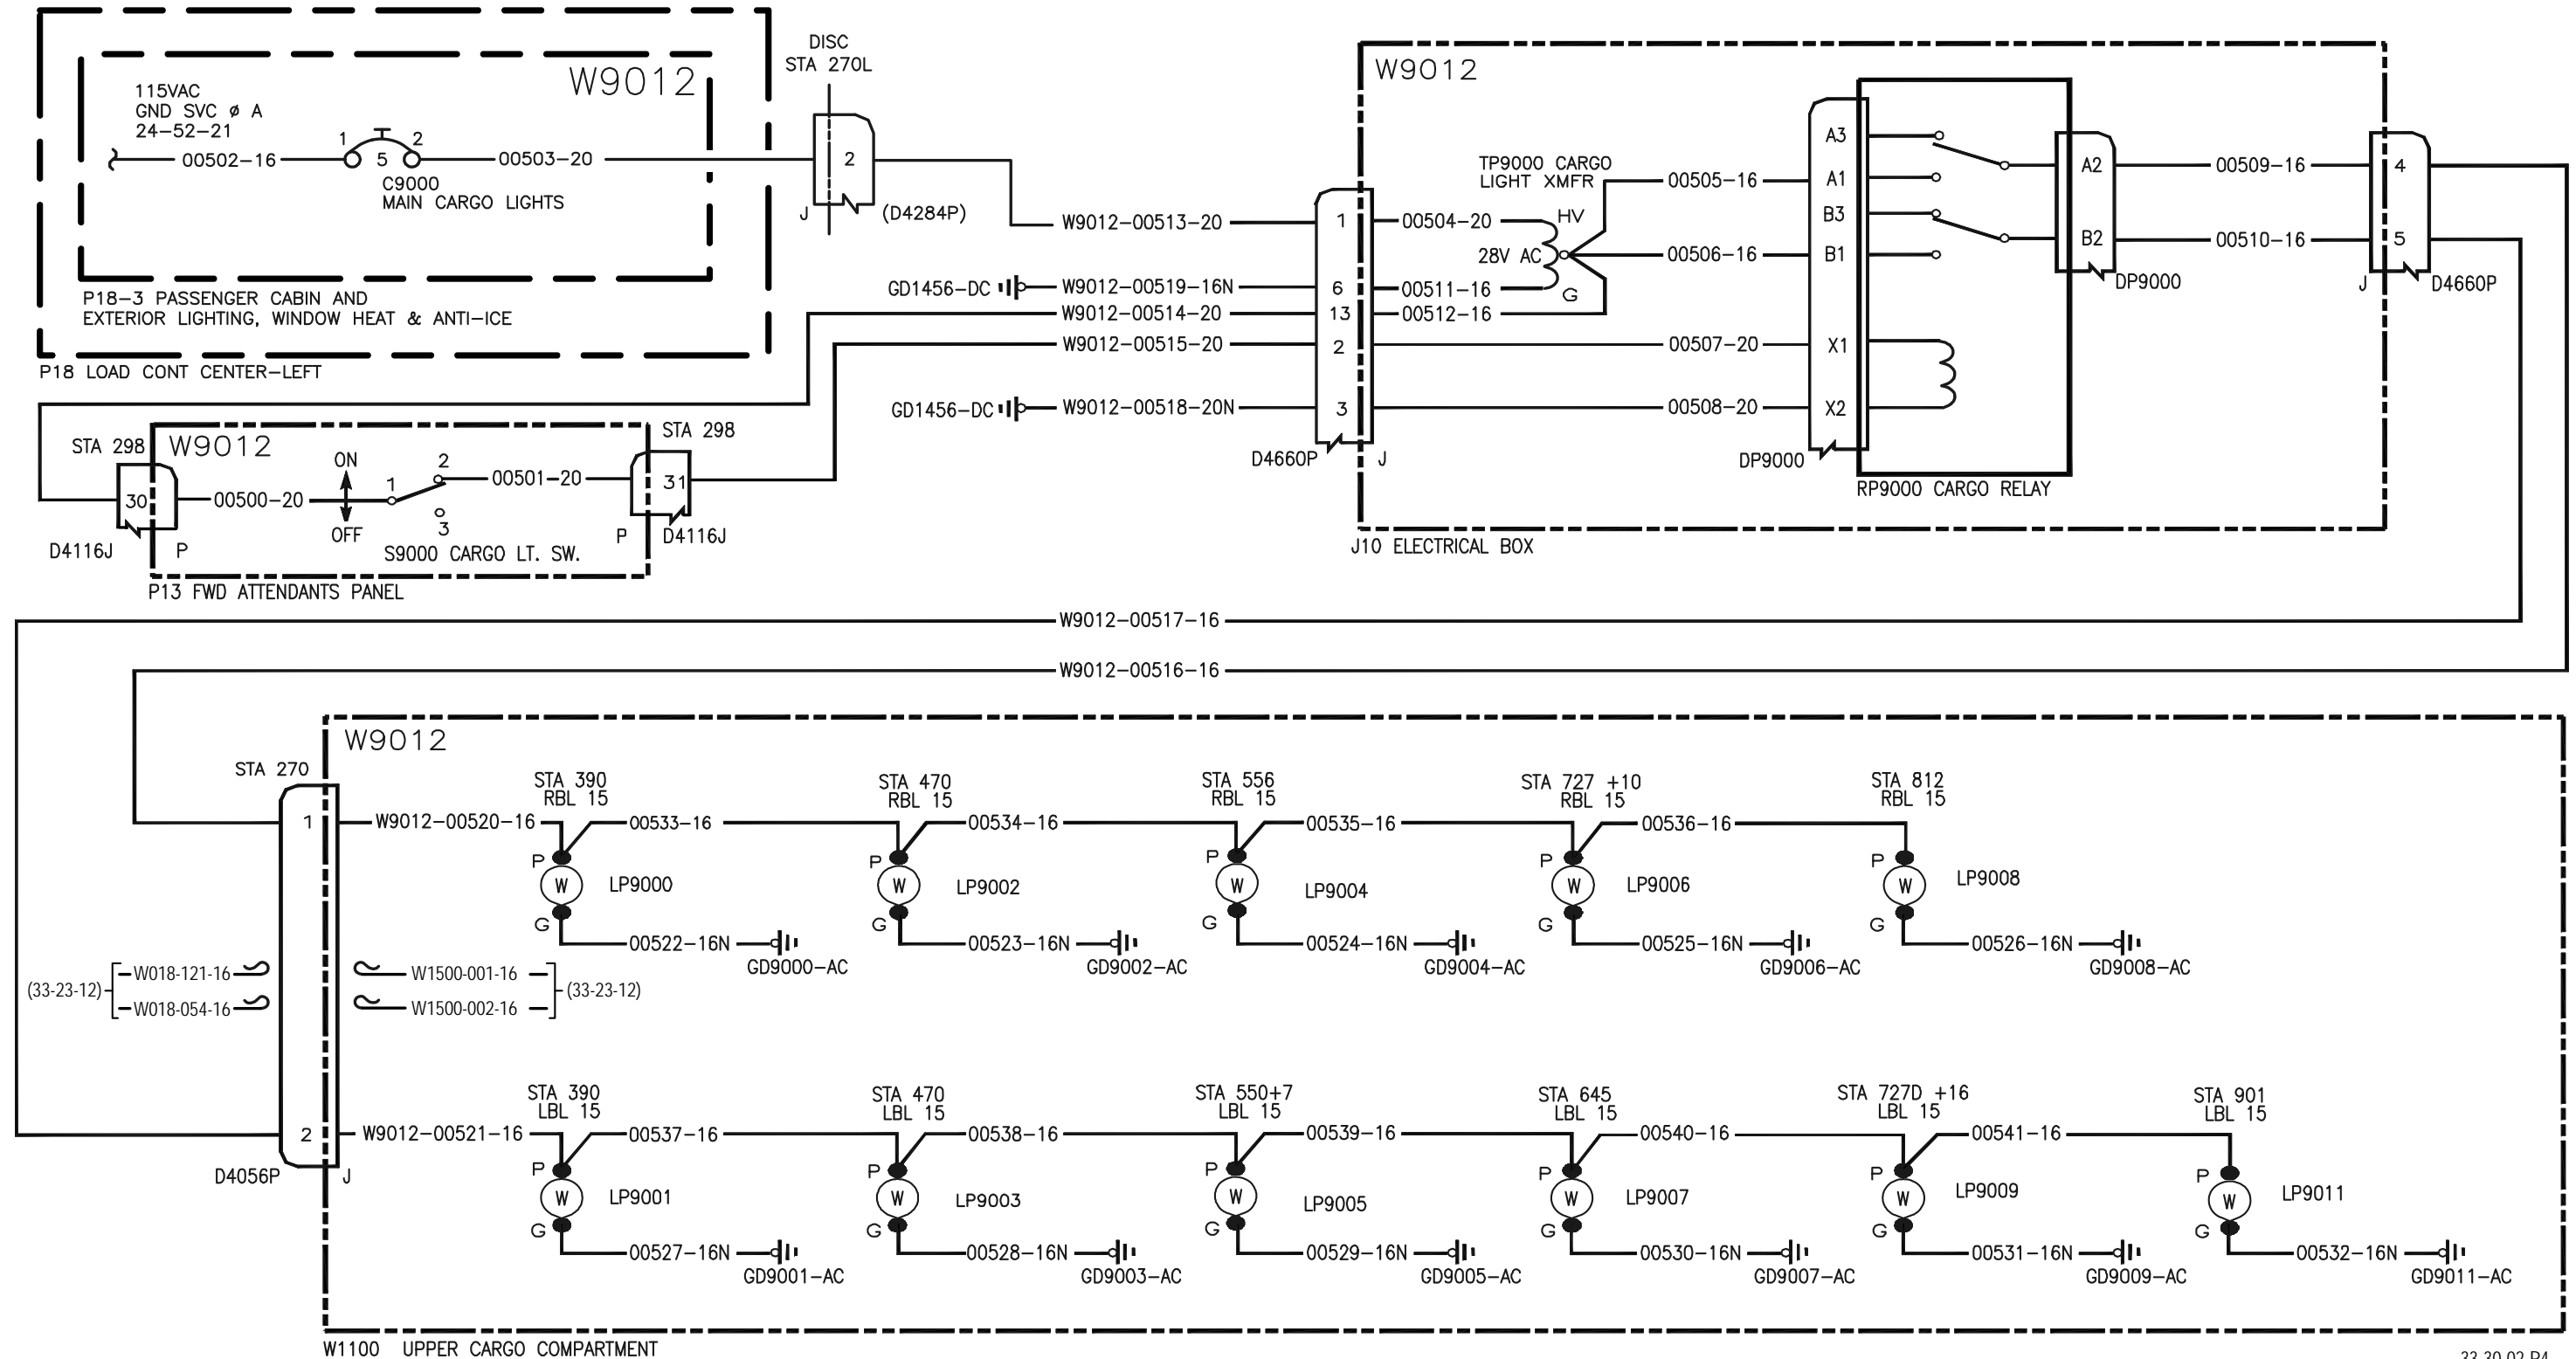 W9012
115VAC
GND SVC ø A
24-52-21
00502-16
1
5
2
00503-20
C9000
MAIN CARGO LIGHTS
P18-3 PASSENGER CABIN AND
EXTERIOR LIGHTING, WINDOW HEAT & ANTI-ICE
P18 LOAD CONT CENTER-LEFT
DISC
STA 270L
2
J
(D4284P)
W9012-00513-20
GD1456-DC
W9012-00519-16N
W9012-00514-20
W9012-00515-20
GD1456-DC
W9012-00518-20N
STA 298
W9012
STA 298
30
00500-20
ON
OFF
1
2
3
00501-20
31
D4116J
P
S9000 CARGO LT. SW.
P
D4116J
P13 FWD ATTENDANTS PANEL
W9012
1
6
13
2
3
D4660P
J
00504-20
HV
28V AC
00511-16
G
00512-16
TP9000 CARGO
LIGHT XMFR
00505-16
00506-16
00507-20
00508-20
A3
A1
B3
B1
X1
X2
DP9000
RP9000 CARGO RELAY
A2
B2
DP9000
00509-16
00510-16
4
5
J
D4660P
J10 ELECTRICAL BOX
W9012-00517-16
W9012-00516-16
W9012
STA 270
1
2
D4056P
J
(33-23-12)
W018-121-16
W018-054-16
W1500-001-16
W1500-002-16
(33-23-12)
STA 390
RBL 15
STA 470
RBL 15
STA 556
RBL 15
STA 727 +10
RBL 15
STA 812
RBL 15
W9012-00520-16
00533-16
00534-16
00535-16
00536-16
P
W
G
LP9000
P
W
G
LP9002
P
W
G
LP9004
P
W
G
LP9006
P
W
G
LP9008
00522-16N
00523-16N
00524-16N
00525-16N
00526-16N
GD9000-AC
GD9002-AC
GD9004-AC
GD9006-AC
GD9008-AC
STA 390
LBL 15
STA 470
LBL 15
STA 550+7
LBL 15
STA 645
LBL 15
STA 727D +16
LBL 15
STA 901
LBL 15
W9012-00521-16
00537-16
00538-16
00539-16
00540-16
00541-16
P
W
G
LP9001
P
W
G
LP9003
P
W
G
LP9005
P
W
G
LP9007
P
W
G
LP9009
P
W
G
LP9011
00527-16N
00528-16N
00529-16N
00530-16N
00531-16N
00532-16N
GD9001-AC
GD9003-AC
GD9005-AC
GD9007-AC
GD9009-AC
GD9011-AC
W1100 UPPER CARGO COMPARTMENT